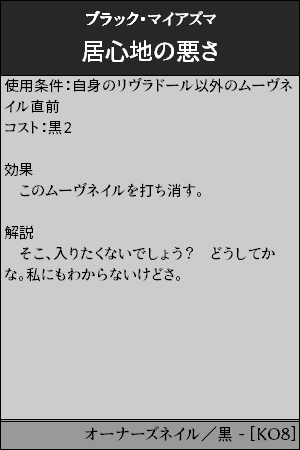 ブラック・マイアズマ
居心地の悪さ
使用条件：自身のリヴラドール以外のムーヴネ
イル直前
コスト：黒２
効果
　このムーヴネイルを打ち消す。
解説
　そこ、入りたくないでしょう？　どうしてか
な。私にもわからないけどさ。
オーナーズネイル／黒 - [KO8]